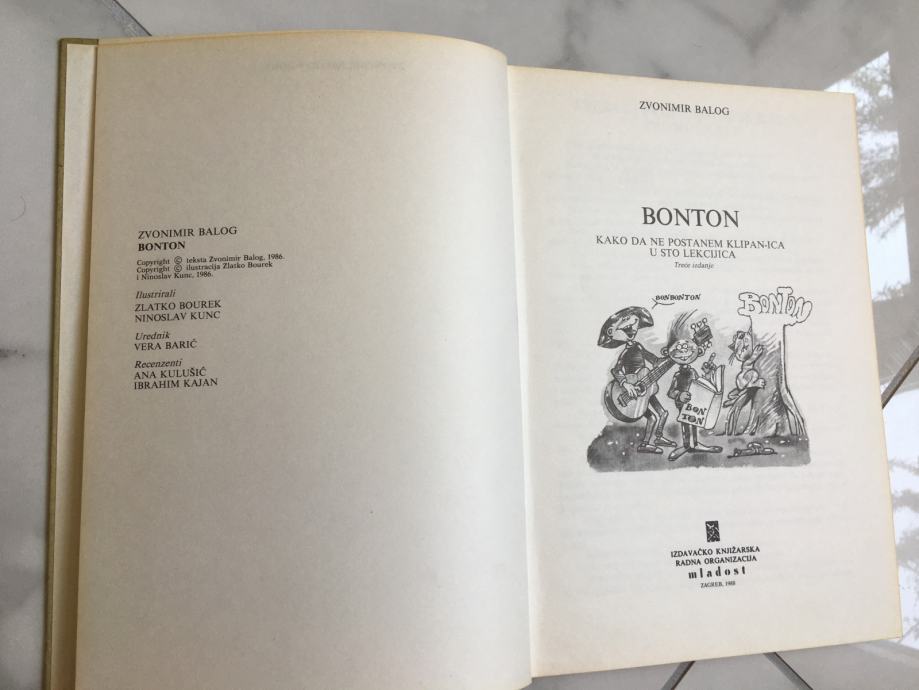 ZVONIMIR BALOG
BONTON
Copyright © teksta Zvonimir Balog, 1986.
Copyright © ilustracija Zlatko Bourek
i Ninoslav Kunc, 1986.
Ilustrirali
ZLATKO BOUREK
NINOSLAV KUNC
Urednik
VERA BARIĆ
Recenzenti
ANA KULUŠIĆ
IBRAHIM KAJAN
ZVONIMIR BALOG
BONTON
KAKO DA NE POSTANEM KLIPAN-ICA
U STO LEKCIJICA
Treće izdanje
BONBONTON
BONTON
BON
TON
IZDAVAČKO KNJIŽARSKA
RADNA ORGANIZACIJA
mladost
ZAGREB, 1988